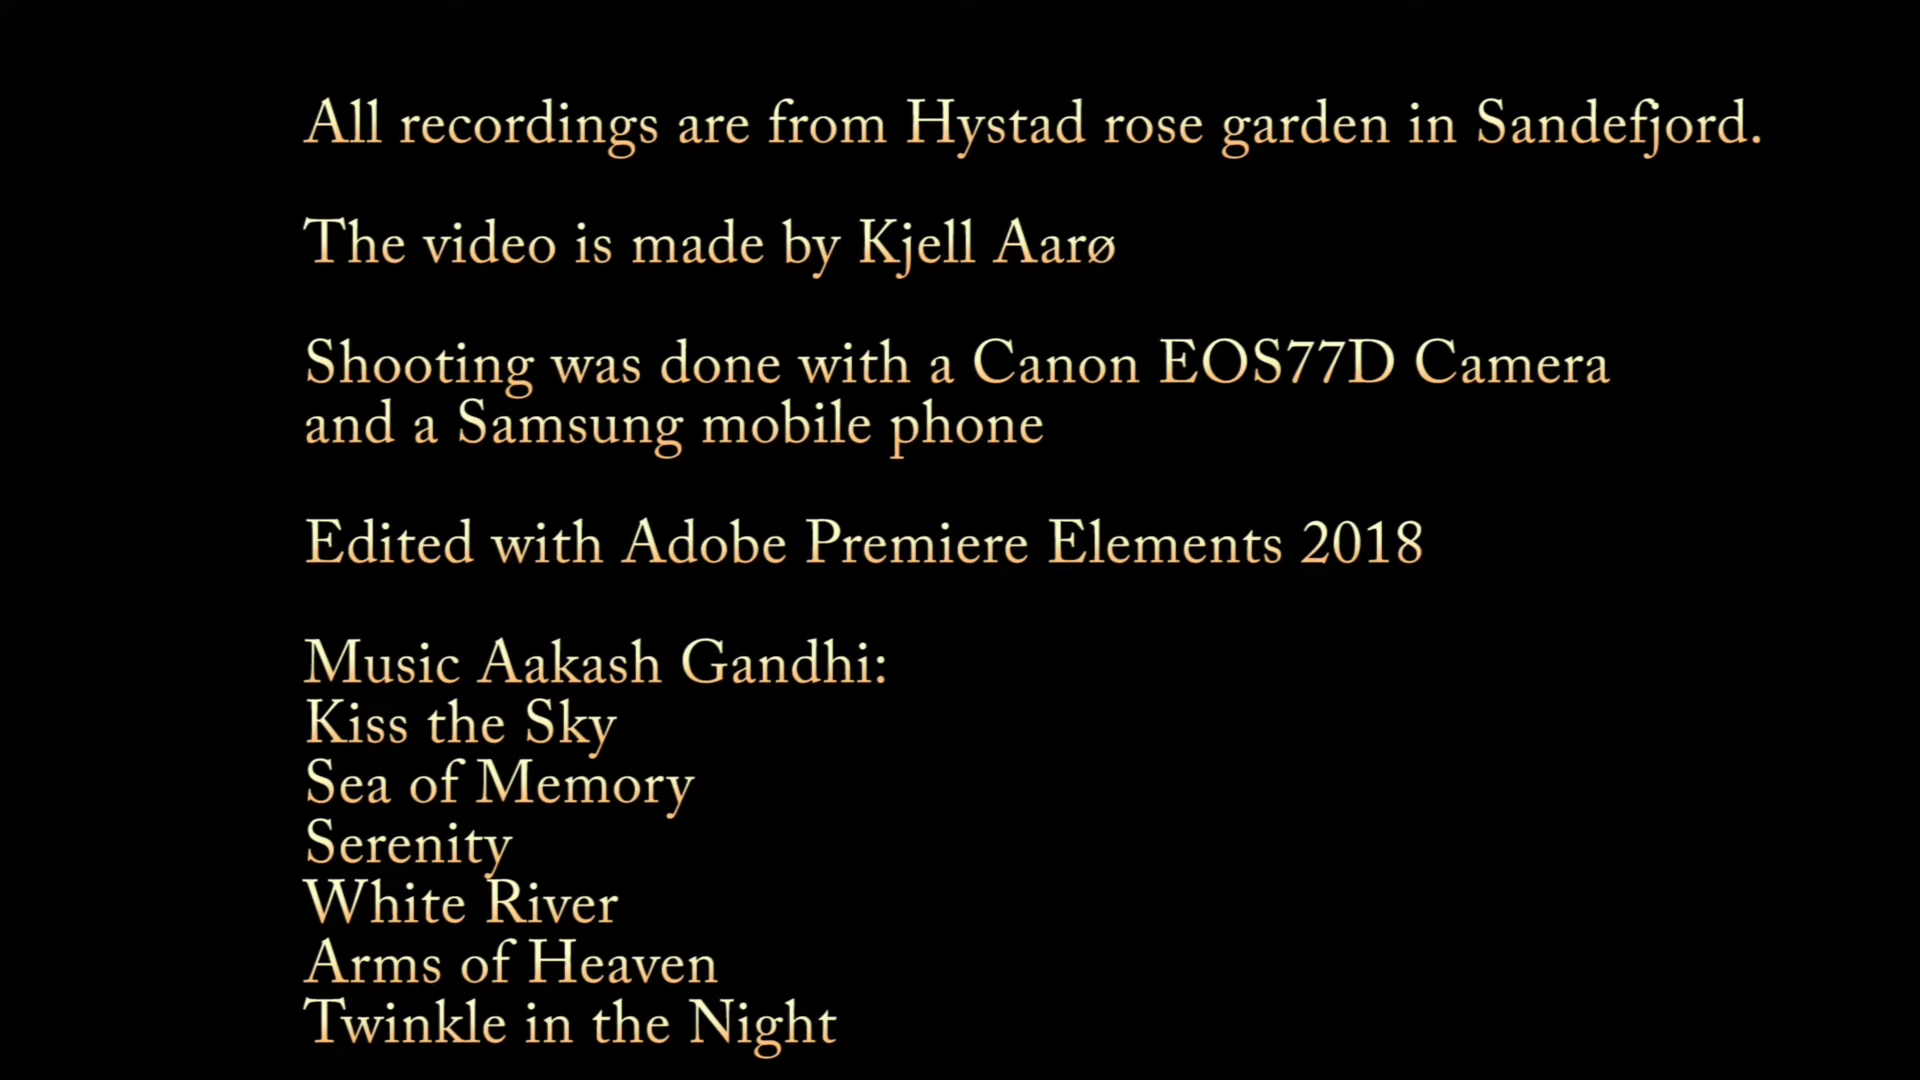 All recordings are from Hystad rose garden in Sandefjord.
The video is made by Kjell Aarø
Shooting was done with a Canon EOS77D Camera
and a Samsung mobile phone
Edited with Adobe Premiere Elements 2018
Music Aakash Gandhi:
Kiss the Sky
Sea of Memory
Serenity
White River
Arms of Heaven
Twinkle in the Night